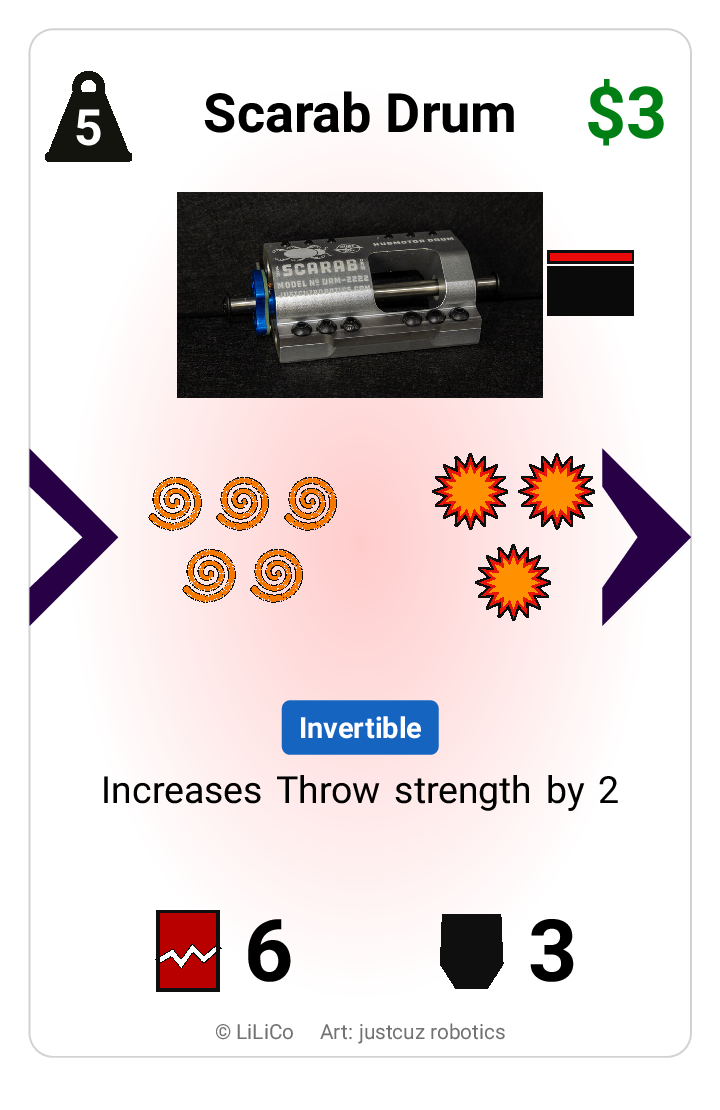 5
Scarab Drum
$3
HUBMOTOR DRUM
SCARAB
MODEL Nº DRM-2222
Invertible
Increases Throw strength by 2
6
3
© LiLiCo Art: justcuz robotics